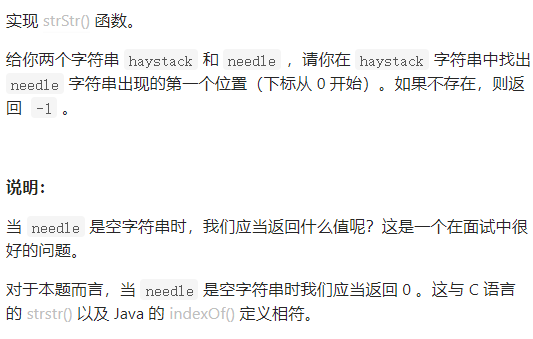 实现 strStr() 函数。
给你两个字符串 haystack 和 needle ，请你在 haystack 字符串中找出
needle 字符串出现的第一个位置（下标从 0 开始）。如果不存在，则返
回 -1 。
说明：
当 needle 是空字符串时，我们应当返回什么值呢？这是一个在面试中很
好的问题。
对于本题而言，当 needle 是空字符串时我们应当返回 0 。这与 C 语言
的 strstr() 以及 Java 的 indexOf() 定义相符。